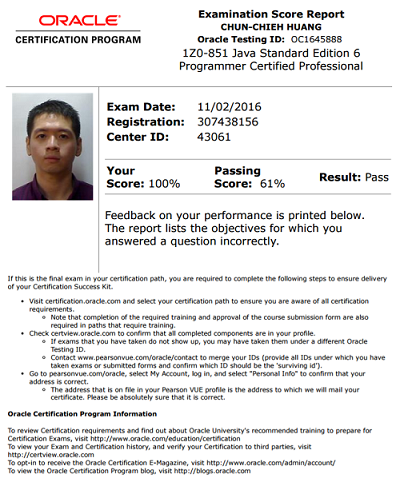 ORACLE®
CERTIFICATION PROGRAM
Examination Score Report
CHUN-CHIEH HUANG
Oracle Testing ID: OC1645888
1Z0-851 Java Standard Edition 6
Programmer Certified Professional
Exam Date: 11/02/2016
Registration: 307438156
Center ID: 43061
Your Score: 100%
Passing Score: 61%
Result: Pass
Feedback on your performance is printed below.
The report lists the objectives for which you
answered a question incorrectly.
If this is the final exam in your certification path, you are required to complete the following steps to ensure delivery
of your Certification Success Kit.
• Visit certification.oracle.com and select your certification path to ensure you are aware of all certification
requirements.
• Note that completion of the required training and approval of the course submission form are also
required in paths that require training.
• Check certview.oracle.com to confirm that all completed components are in your profile.
• If exams that you have taken do not show up, you may have taken them under a different Oracle
Testing ID.
• Contact www.pearsonvue.com/oracle/contact to merge your IDs (provide all IDs under which you have
taken exams or submitted forms and confirm which ID should be the 'surviving id').
• Go to pearsonvue.com/oracle, select My Account, log in, and select "Personal Info" to confirm that your
address is correct.
• The address that is on file in your Pearson VUE profile is the address to which we will mail your
certificate. Please be absolutely sure that it is correct.
Oracle Certification Program Information
To review Certification requirements and find out about Oracle University's recommended training to prepare for
Certification Exams, visit http://www.oracle.com/education/certification
To view your Exam and Certification history, and verify your Certification to third parties, visit
http://certview.oracle.com
To opt-in to receive the Oracle Certification E-Magazine, visit http://www.oracle.com/admin/account/
To view the Oracle Certification Program blog, visit http://blogs.oracle.com